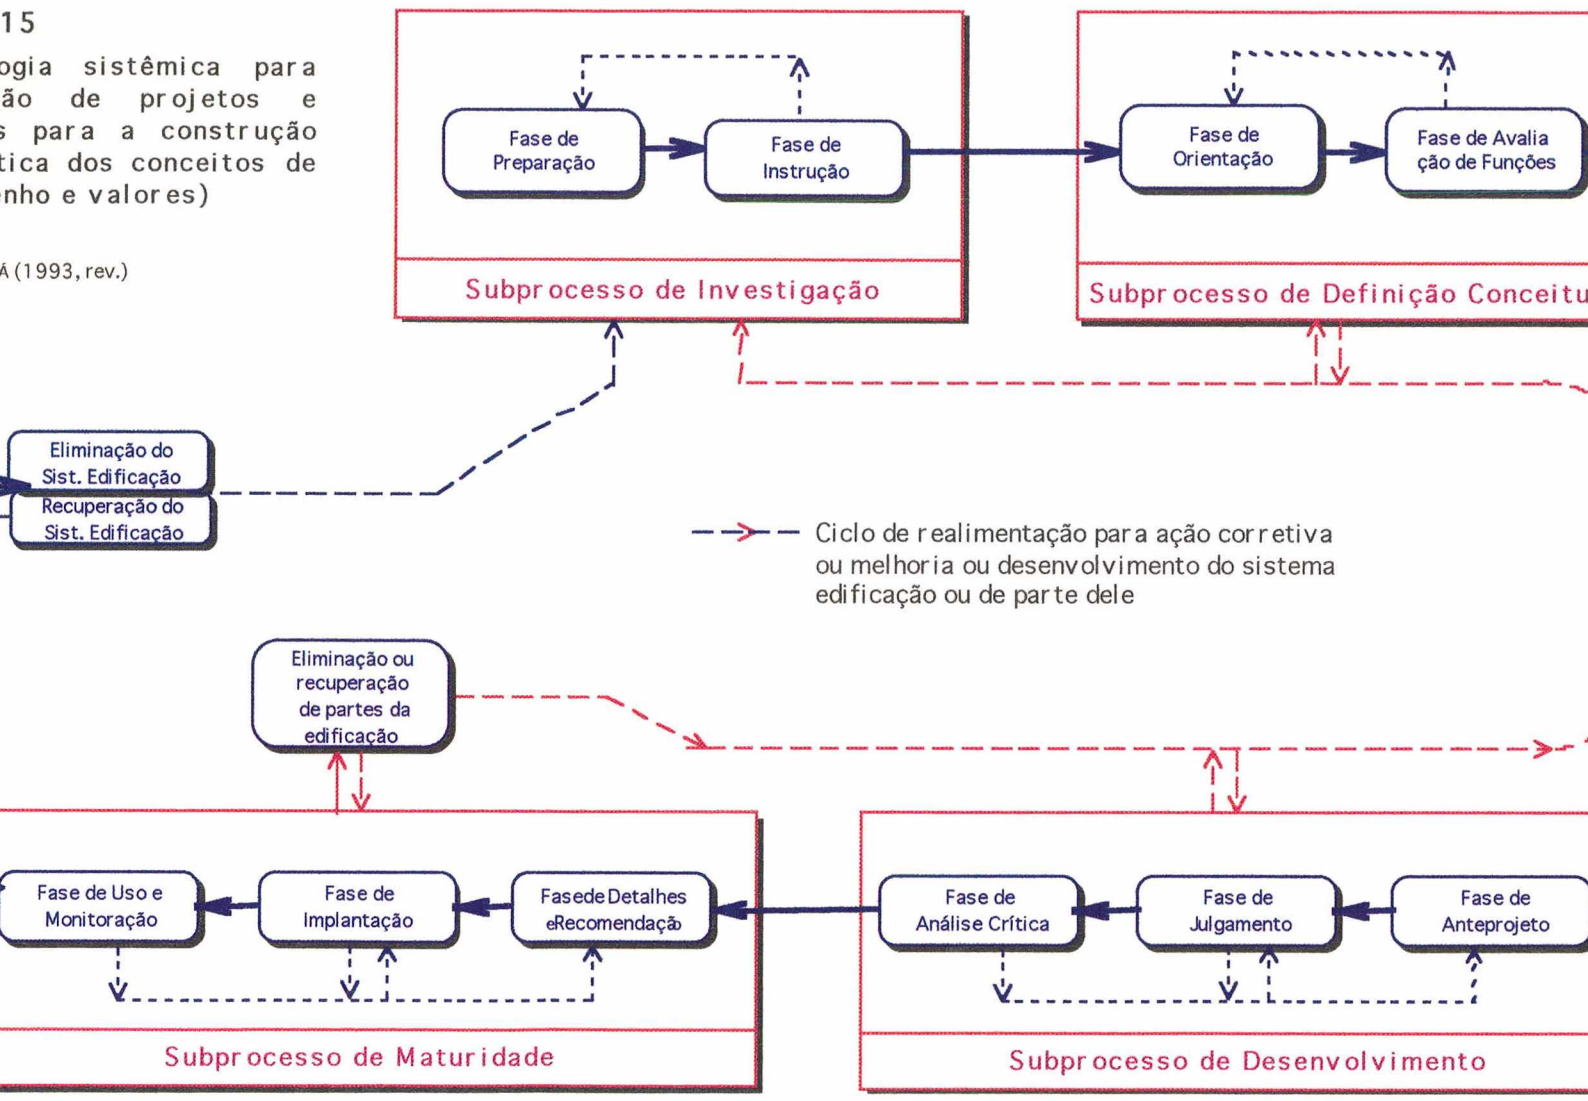 15
ogia sistêmica para
ão de projetos e
s para a construção
tica dos conceitos de
enho e valores)
Á (1993, rev.)
Fase de
Preparação
Fase de
Instrução
Subprocesso de Investigação
Fase de
Orientação
Fase de Avalia
ção de Funções
Subprocesso de Definição Conceitu
Eliminação do
Sist. Edificação
Recuperação do
Sist. Edificação
Ciclo de realimentação para ação corretiva
ou melhoria ou desenvolvimento do sistema
edificação ou de parte dele
Eliminação ou
recuperação
de partes da
edificação
Fase de Uso e
Monitoração
Fase de
Implantação
Fase de Detalhes
e Recomendação
Subprocesso de Maturidade
Fase de
Análise Crítica
Fase de
Julgamento
Fase de
Anteprojeto
Subprocesso de Desenvolvimento